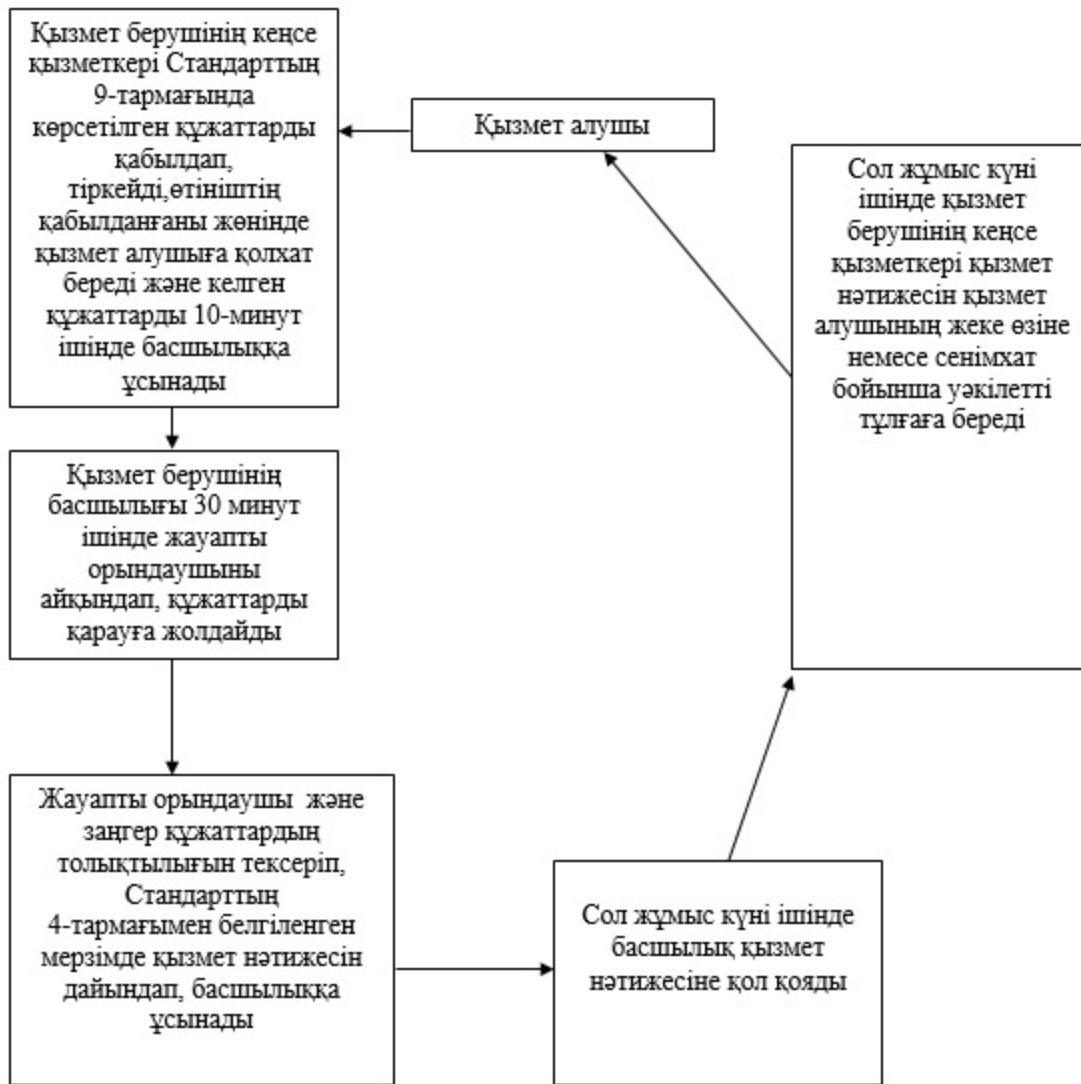 Қызмет берушінің кеңсе
қызметкері Стандарттың
9-тармағында
көрсетілген құжаттарды
қабылдап,
тіркейді,өтініштің
қабылданғаны жөнінде
қызмет алушыға қолхат
береді және келген
құжаттарды 10-минут
ішінде басшылыққа
ұсынады
Қызмет алушы
Сол жұмыс күні
ішінде қызмет
берушінің кеңсе
қызметкері қызмет
нәтижесін қызмет
алушының жеке өзіне
немесе сенімхат
бойынша уәкілетті
тұлғаға береді
Қызмет берушінің
басшылығы 30 минут
ішінде жауапты
орындаушыны
айқындап, құжаттарды
қарауға жолдайды
Жауапты орындаушы  және
заңгер құжаттардың
толықтылығын тексеріп,
Стандарттың
4-тармағымен белгіленген
мерзімде қызмет нәтижесін
дайындап, басшылыққа
ұсынады
Сол жұмыс күні ішінде
басшылық қызмет
нәтижесіне қол қояды